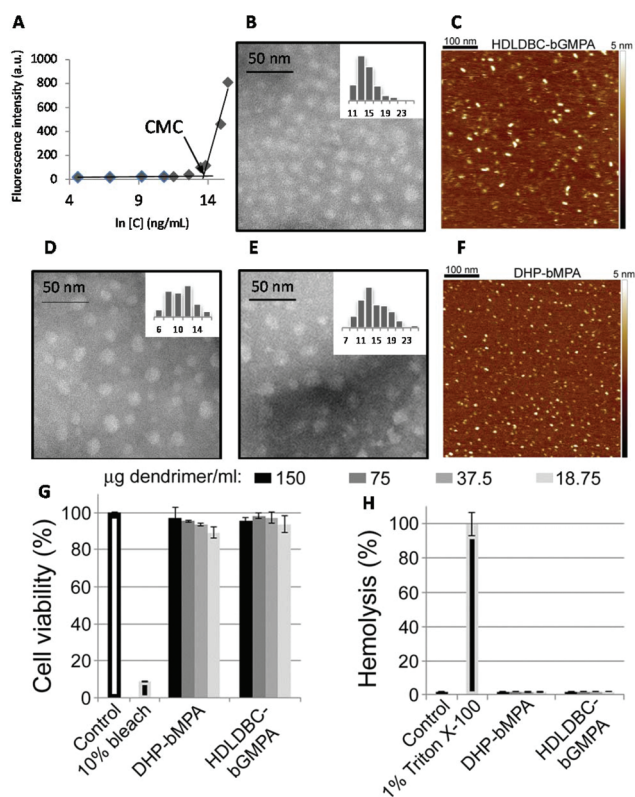 A
Fluorescence intensity (a.u.)
1000
800
600
400
200
0
CMC
4
9
14
ln [C] (ng/mL)
B
50 nm
11 15 19 23
C
100 nm
HDLDBC-bGMPA
5 nm
D
50 nm
6 10 14
E
50 nm
7 11 15 19 23
F
100 nm
DHP-bMPA
5 nm
μg dendrimer/ml: 150 75 37.5 18.75
G
Cell viability (%)
100
80
60
40
20
0
Control
10% bleach
DHP-bMPA
HDLDBC-
bGMPA
H
Hemolysis (%)
100
80
60
40
20
0
Control
1% Triton X-100
DHP-bMPA
HDLDBC-
bGMPA